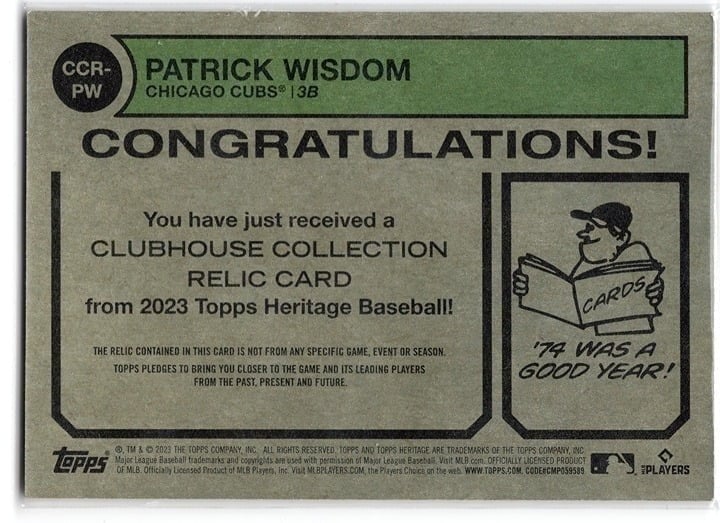 CCR-
PW
PATRICK WISDOM
CHICAGO CUBS® | 3B
CONGRATULATIONS!
You have just received a
CLUBHOUSE COLLECTION
RELIC CARD
from 2023 Topps Heritage Baseball!
THE RELIC CONTAINED IN THIS CARD IS NOT FROM ANY SPECIFIC GAME, EVENT OR SEASON.
TOPPS PLEDGES TO BRING YOU CLOSER TO THE GAME AND ITS LEADING PLAYERS
FROM THE PAST, PRESENT AND FUTURE.
CARDS
'74 WAS A
GOOD YEAR!
topps
®, TM & © 2023 THE TOPPS COMPANY, INC. ALL RIGHTS RESERVED. TOPPS AND TOPPS HERITAGE ARE TRADEMARKS OF THE TOPPS COMPANY, INC.
Major League Baseball trademarks and copyrights are used with permission of Major League Baseball. Visit MLB.com. OFFICIALLY LICENSED PRODUCT
OF MLB. Officially Licensed Product of MLB Players, Inc. Visit MLBPLAYERS.COM, the Players Choice on the web. WWW.TOPPS.COM. CODE#CMP059589
MLB PLAYERS